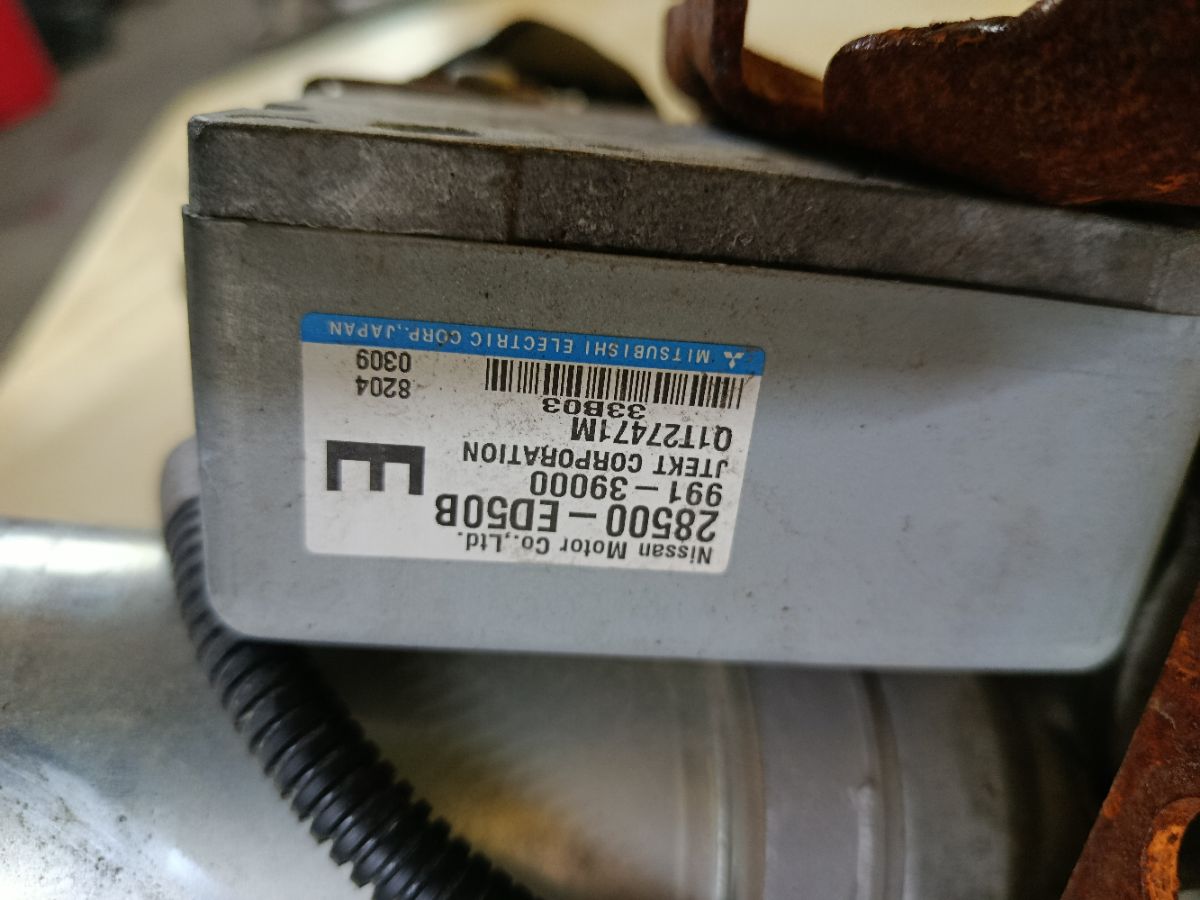 Nissan Motor Co.,Ltd.
28500-ED50B
991-39000
JTEKT CORPORATION
E
Q1T27471M
33B03
8204
0309
MITSUBISHI ELECTRIC CORP.,JAPAN